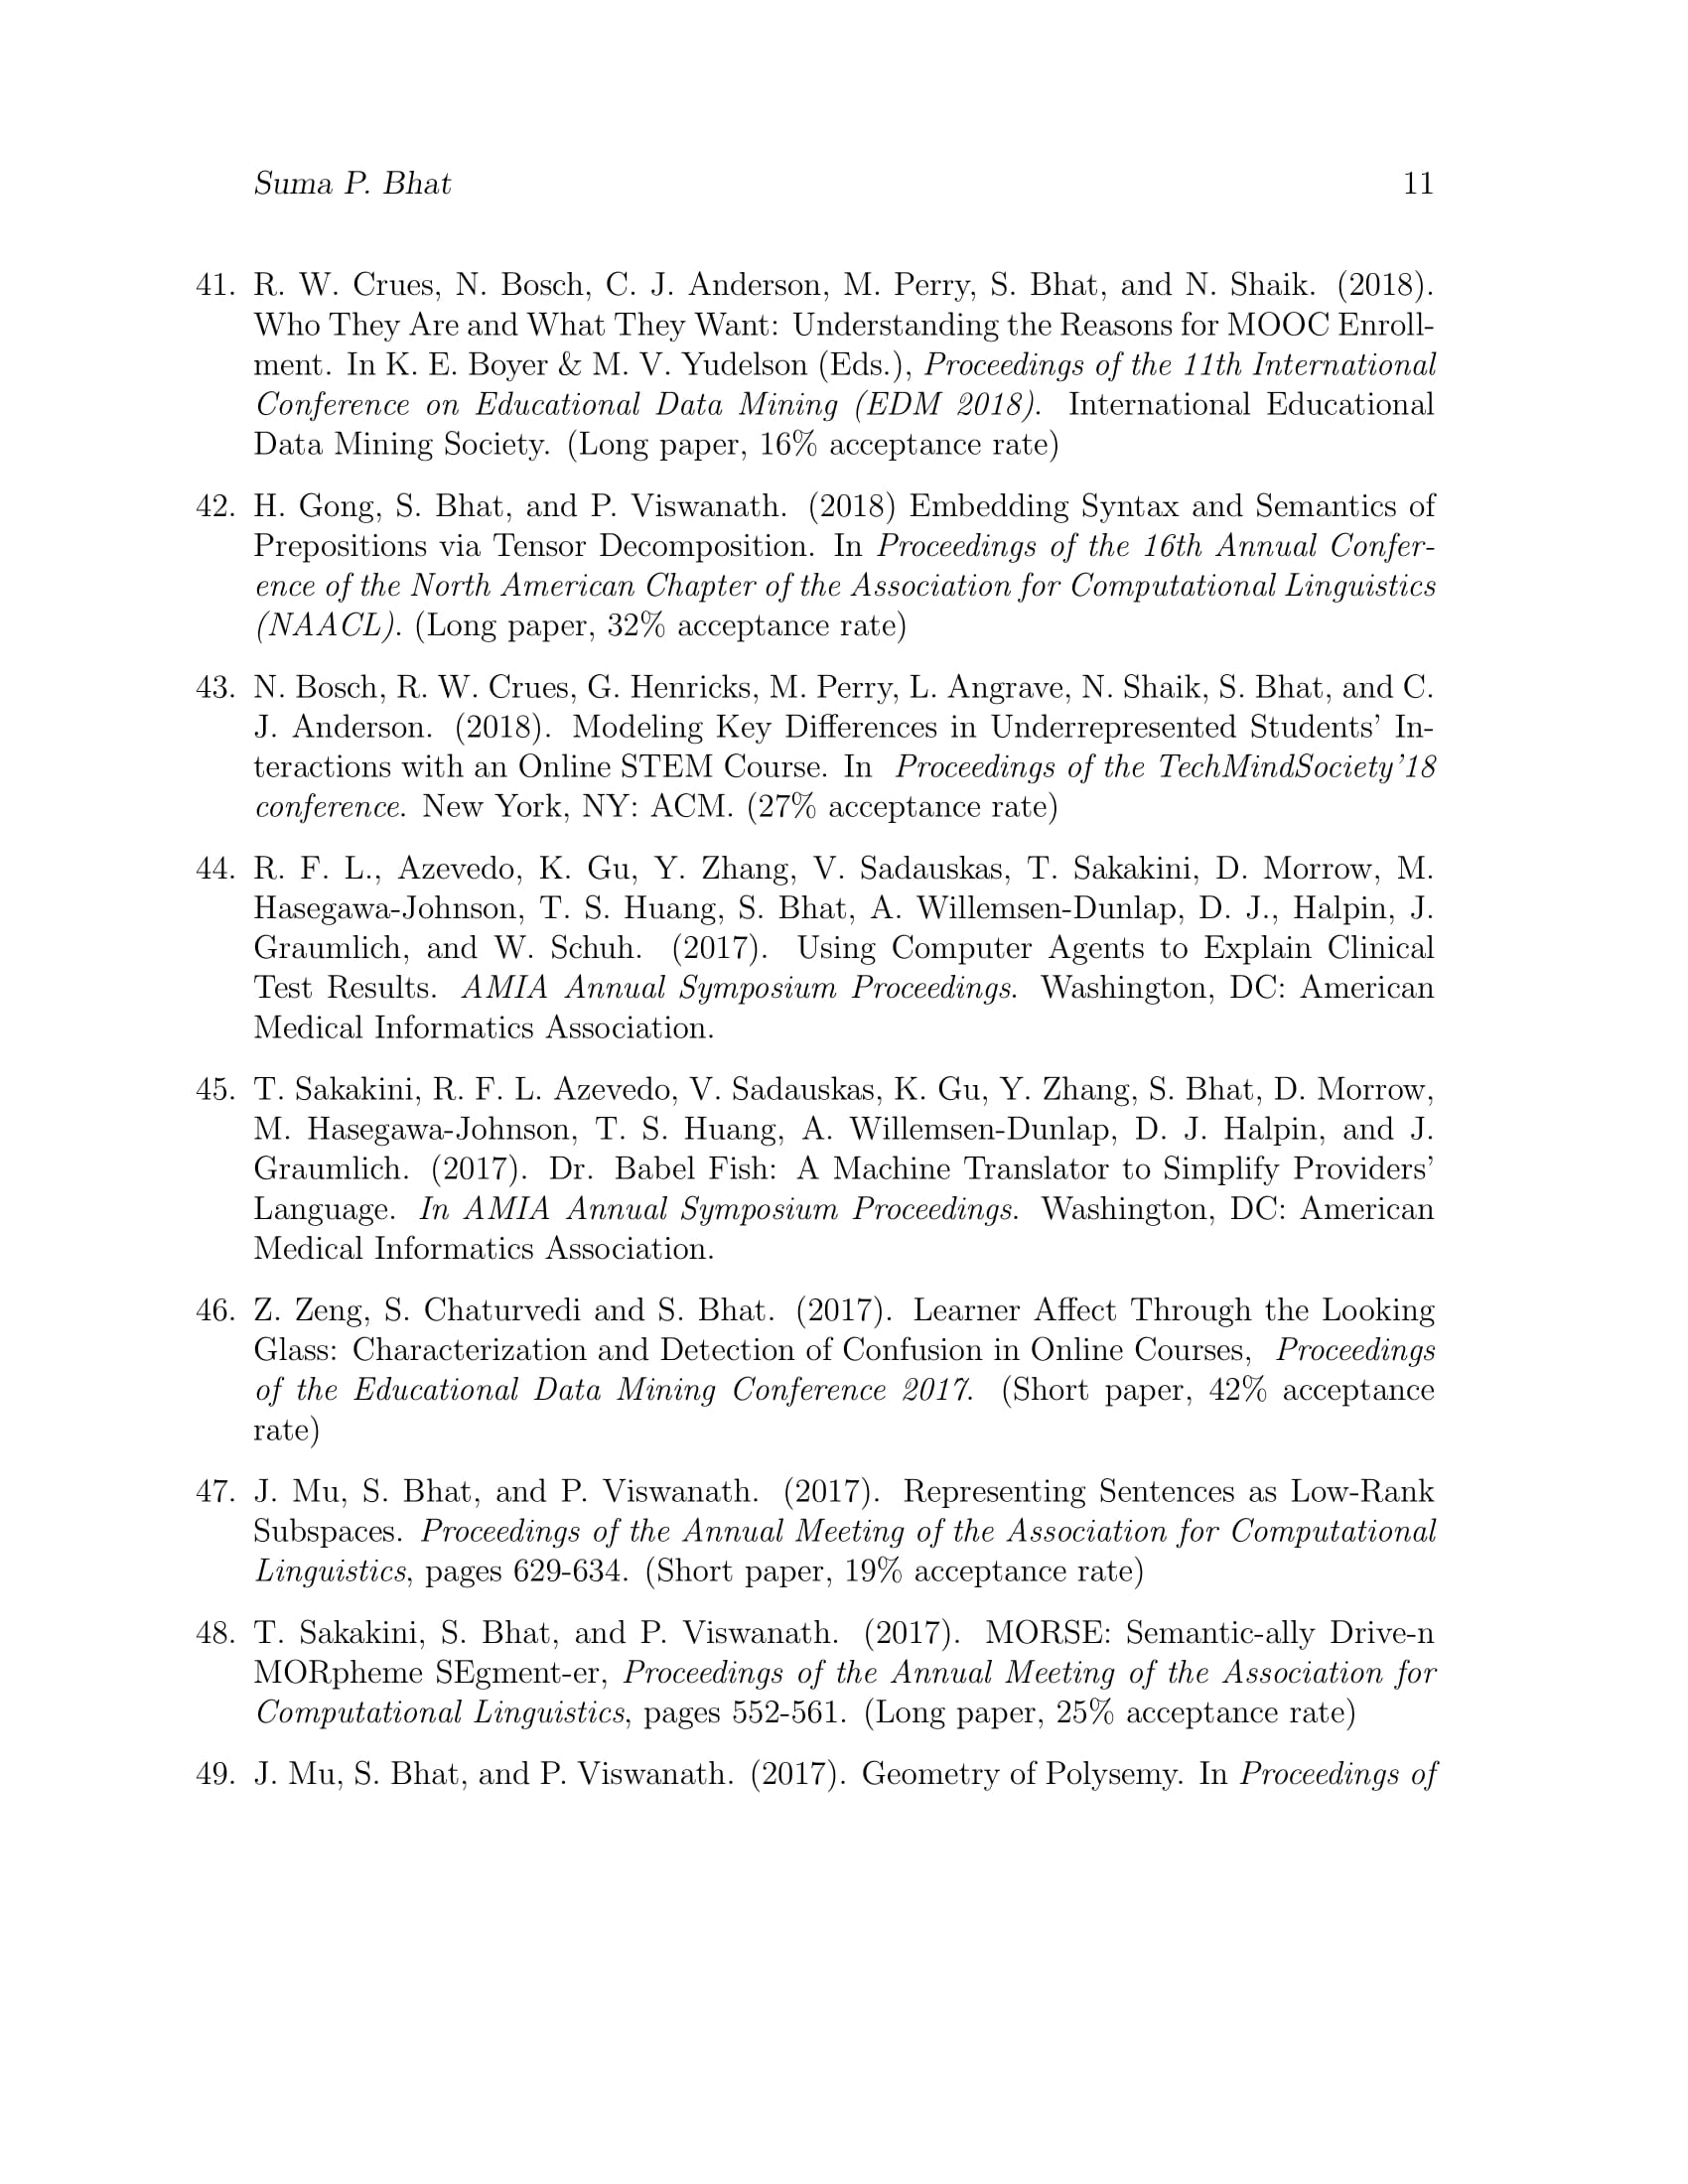 Suma P. Bhat 11
41. R. W. Crues, N. Bosch, C. J. Anderson, M. Perry, S. Bhat, and N. Shaik. (2018).
Who They Are and What They Want: Understanding the Reasons for MOOC Enroll-
ment. In K. E. Boyer & M. V. Yudelson (Eds.), Proceedings of the 11th International
Conference on Educational Data Mining (EDM 2018). International Educational
Data Mining Society. (Long paper, 16% acceptance rate)
42. H. Gong, S. Bhat, and P. Viswanath. (2018) Embedding Syntax and Semantics of
Prepositions via Tensor Decomposition. In Proceedings of the 16th Annual Confer-
ence of the North American Chapter of the Association for Computational Linguistics
(NAACL). (Long paper, 32% acceptance rate)
43. N. Bosch, R. W. Crues, G. Henricks, M. Perry, L. Angrave, N. Shaik, S. Bhat, and C.
J. Anderson. (2018). Modeling Key Differences in Underrepresented Students' In-
teractions with an Online STEM Course. In Proceedings of the TechMindSociety'18
conference. New York, NY: ACM. (27% acceptance rate)
44. R. F. L., Azevedo, K. Gu, Y. Zhang, V. Sadauskas, T. Sakakini, D. Morrow, M.
Hasegawa-Johnson, T. S. Huang, S. Bhat, A. Willemsen-Dunlap, D. J., Halpin, J.
Graumlich, and W. Schuh. (2017). Using Computer Agents to Explain Clinical
Test Results. AMIA Annual Symposium Proceedings. Washington, DC: American
Medical Informatics Association.
45. T. Sakakini, R. F. L. Azevedo, V. Sadauskas, K. Gu, Y. Zhang, S. Bhat, D. Morrow,
M. Hasegawa-Johnson, T. S. Huang, A. Willemsen-Dunlap, D. J. Halpin, and J.
Graumlich. (2017). Dr. Babel Fish: A Machine Translator to Simplify Providers'
Language. In AMIA Annual Symposium Proceedings. Washington, DC: American
Medical Informatics Association.
46. Z. Zeng, S. Chaturvedi and S. Bhat. (2017). Learner Affect Through the Looking
Glass: Characterization and Detection of Confusion in Online Courses, Proceedings
of the Educational Data Mining Conference 2017. (Short paper, 42% acceptance
rate)
47. J. Mu, S. Bhat, and P. Viswanath. (2017). Representing Sentences as Low-Rank
Subspaces. Proceedings of the Annual Meeting of the Association for Computational
Linguistics, pages 629-634. (Short paper, 19% acceptance rate)
48. T. Sakakini, S. Bhat, and P. Viswanath. (2017). MORSE: Semantic-ally Drive-n
MORpheme SEgment-er, Proceedings of the Annual Meeting of the Association for
Computational Linguistics, pages 552-561. (Long paper, 25% acceptance rate)
49. J. Mu, S. Bhat, and P. Viswanath. (2017). Geometry of Polysemy. In Proceedings of